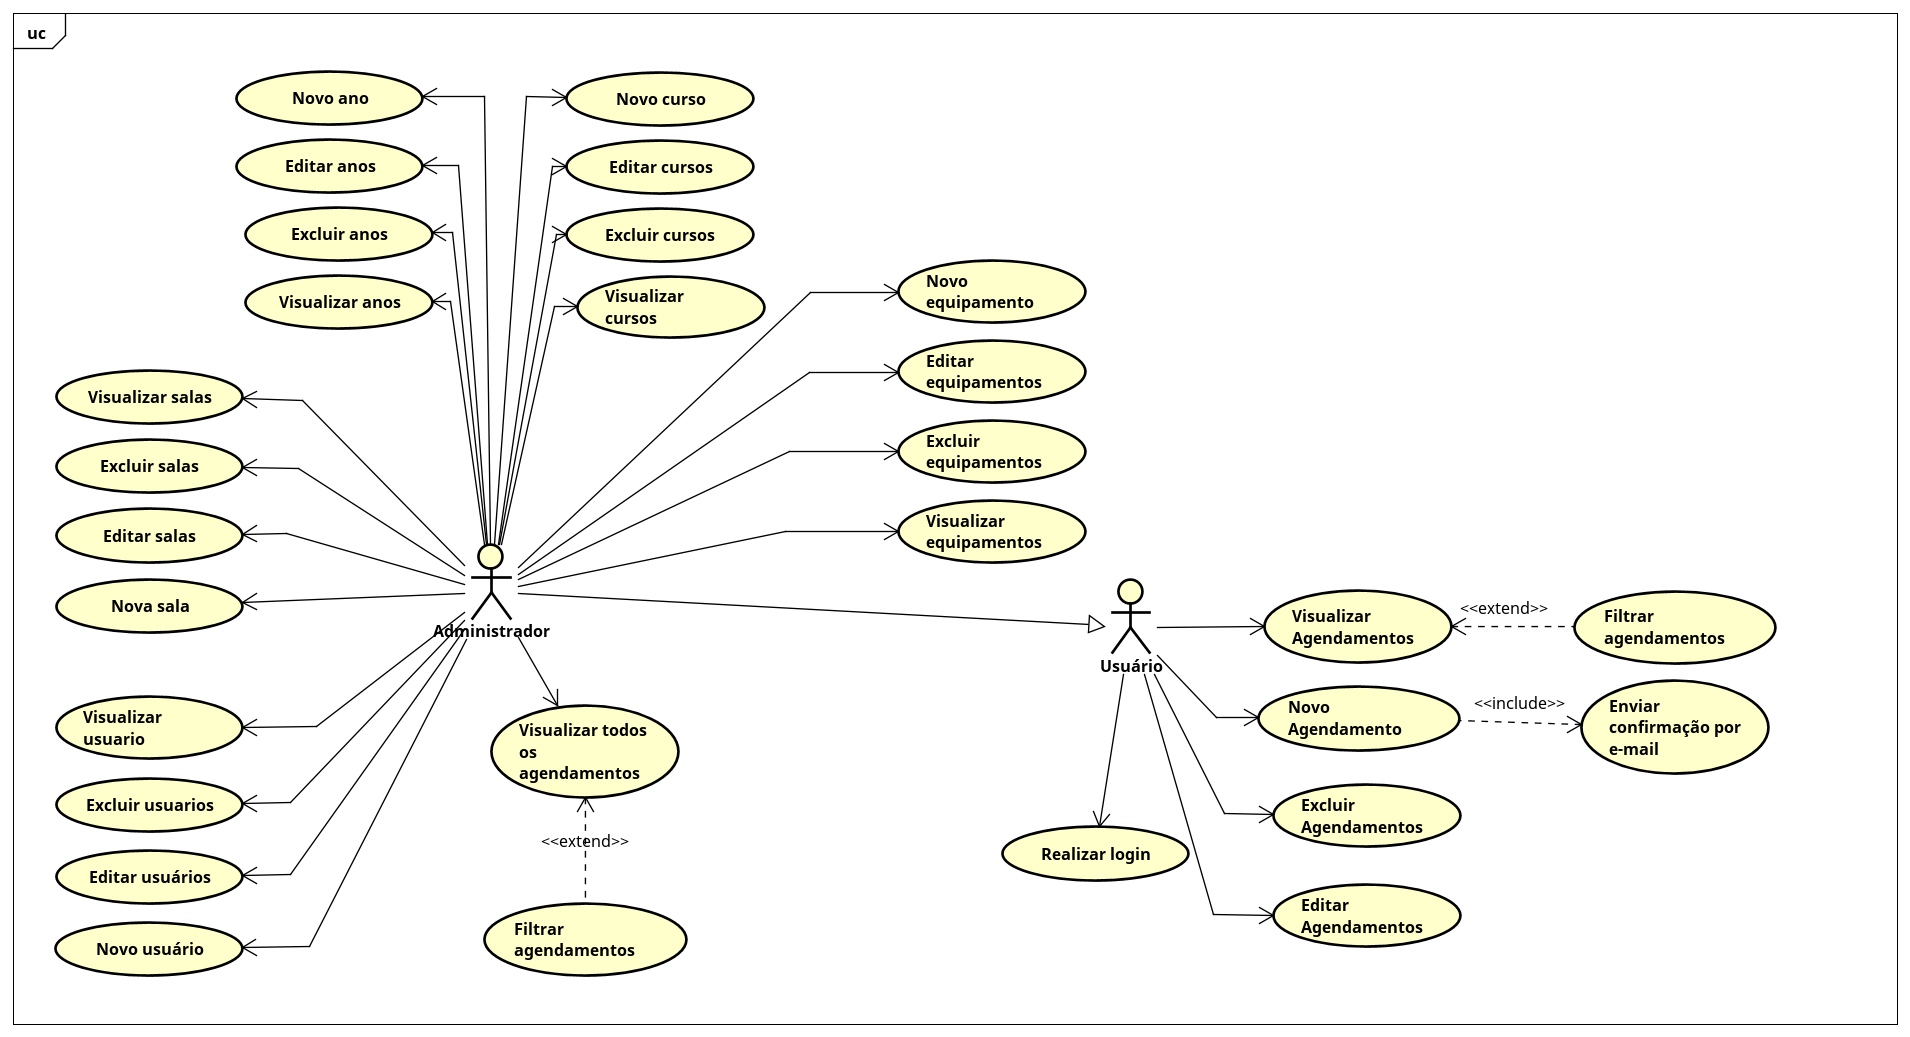 uc
Novo ano
Novo curso
Editar anos
Editar cursos
Excluir anos
Excluir cursos
Visualizar anos
Visualizar
cursos
Novo
equipamento
Editar
equipamentos
Excluir
equipamentos
Visualizar
equipamentos
Visualizar salas
Excluir salas
Editar salas
Nova sala
Administrador
Usuário
Visualizar
Agendamentos
<<extend>>
Filtrar
agendamentos
Novo
Agendamento
<<include>>
Enviar
confirmação por
e-mail
Excluir
Agendamentos
Editar
Agendamentos
Realizar login
Visualizar
usuario
Excluir usuarios
Editar usuários
Novo usuário
Visualizar todos
os
agendamentos
<<extend>>
Filtrar
agendamentos